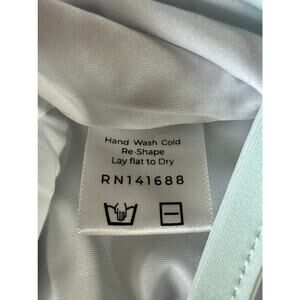 Hand Wash Cold
Re-Shape
Lay flat to Dry
RN141688